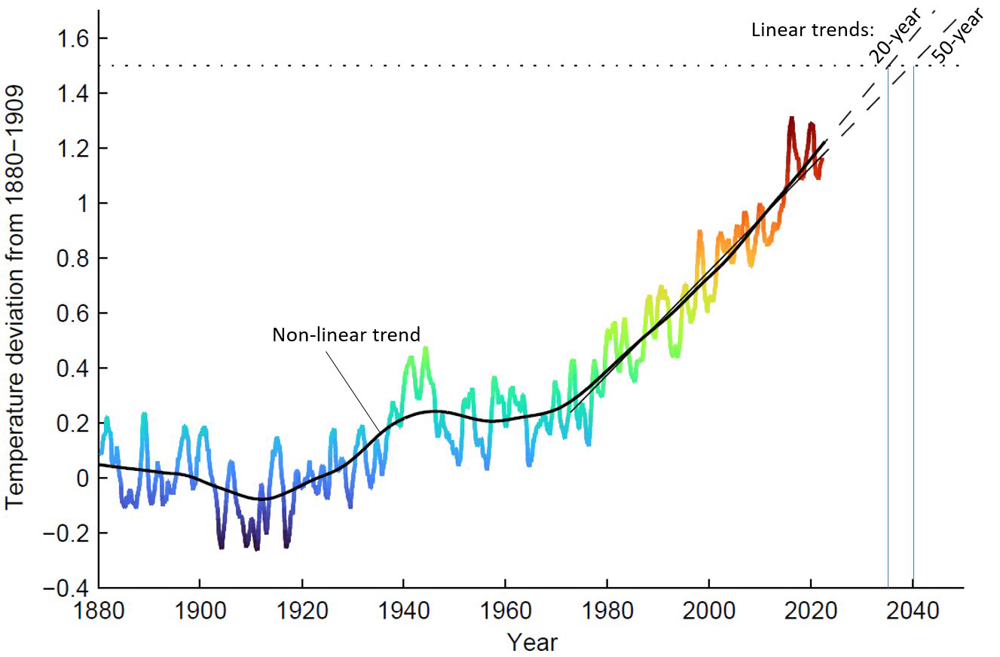 Linear trends:
20-year
50-year
Temperature deviation from 1880−1909
1.6
1.4
1.2
1
0.8
0.6
0.4
0.2
0
−0.2
−0.4
Non-linear trend
1880 1900 1920 1940 1960 1980 2000 2020 2040
Year